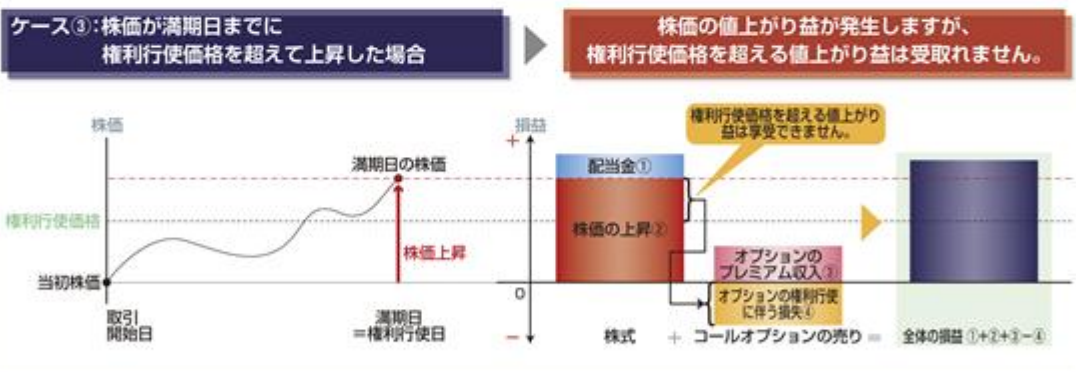 ケース③:株価が満期日までに
権利行使価格を超えて上昇した場合
株価の値上がり益が発生しますが、
権利行使価格を超える値上がり益は受取れません。
株価
満期日の株価
権利行使価格
株価上昇
当初株価
取引
開始日
満期日
=権利行使日
損益
+
0
−
権利行使価格を超える値上がり
益は享受できません。
配当金①
株価の上昇②
オプションの
プレミアム収入③
オプションの権利行使
に伴う損失④
株式 + コールオプションの売り = 全体の損益 ①+②+③−④